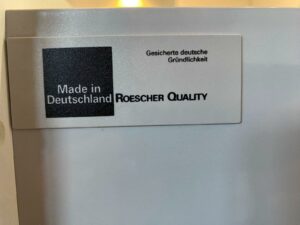 Gesicherte deutsche
Gründlichkeit
Made in
Deutschland
ROESCHER QUALITY